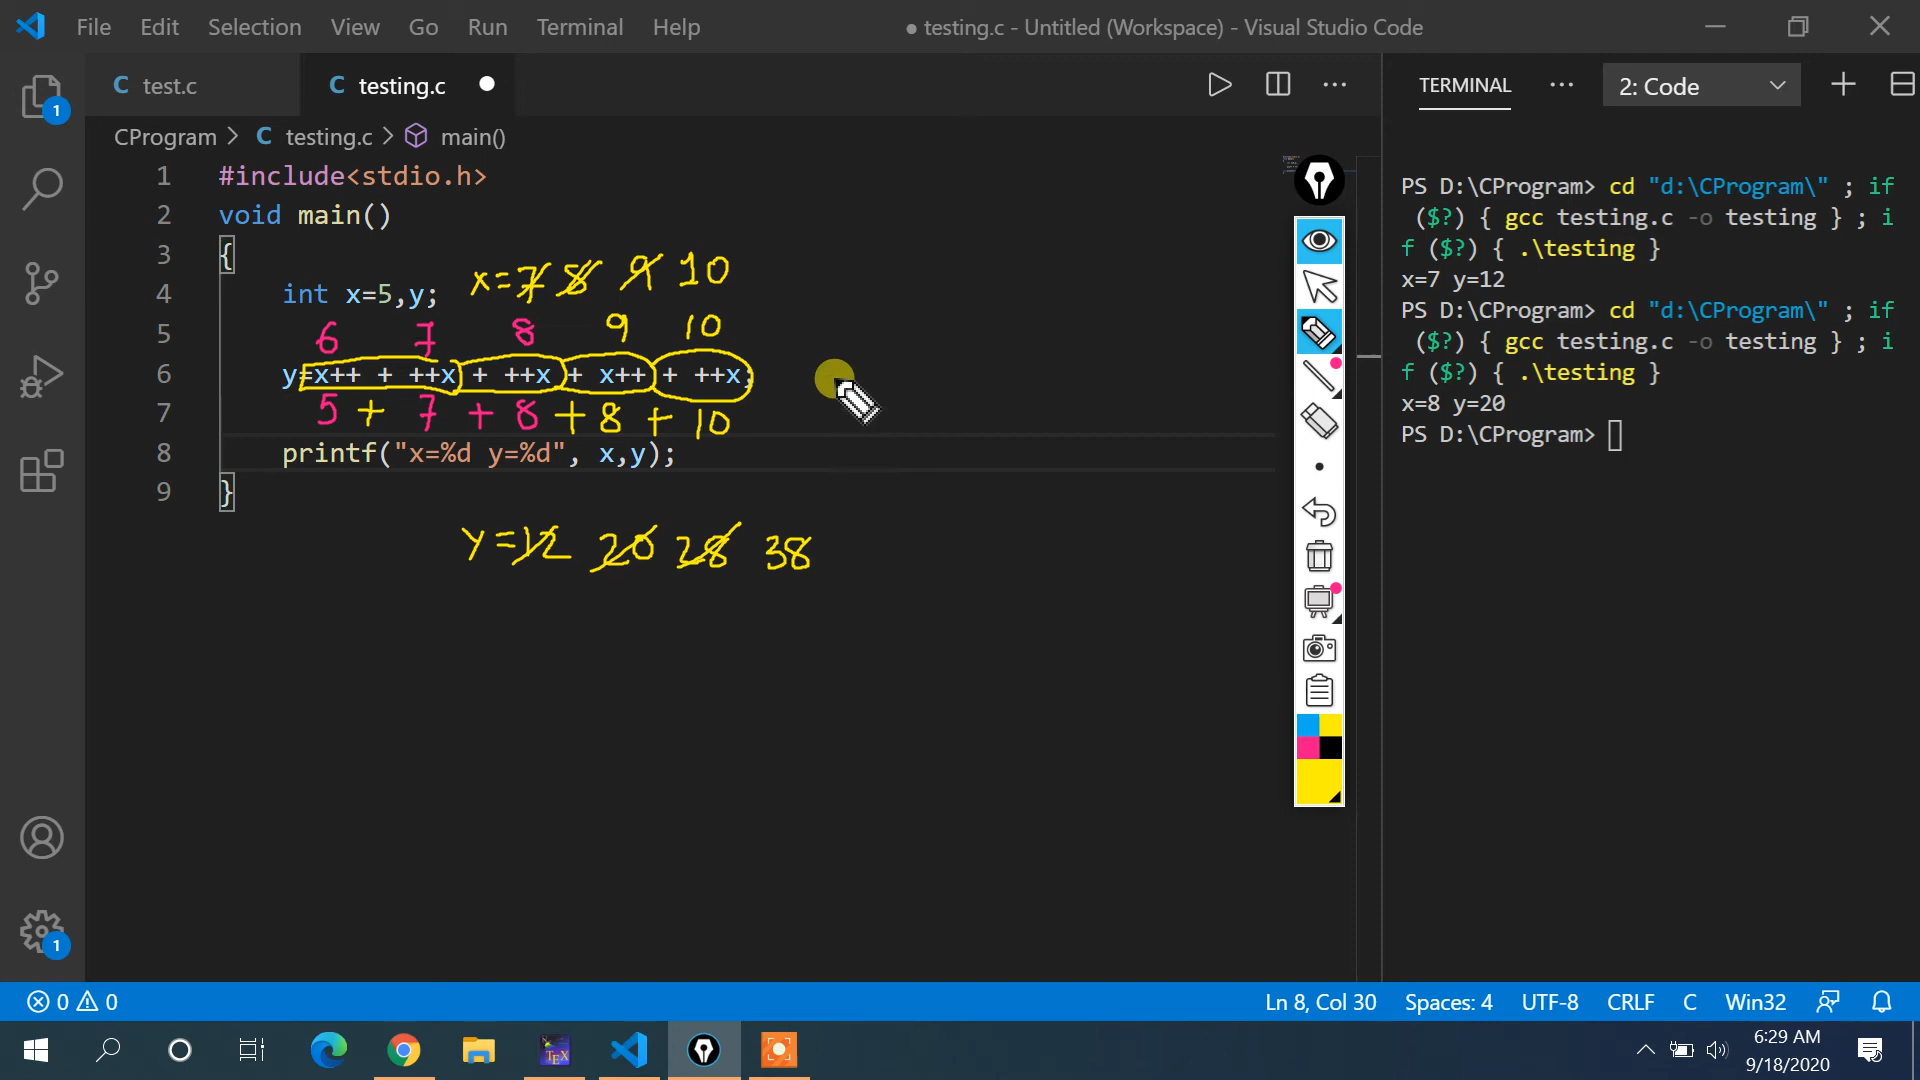 File Edit Selection View Go Run Terminal Help
● testing.c - Untitled (Workspace) - Visual Studio Code
C test.c
C testing.c ●
CProgram > C testing.c > main()
1 #include<stdio.h>
2 void main()
3 {
x=7 8 9 10
4 int x=5,y;
5
6 7 8 9 10
6 y=x++ + ++x + ++x + x++ + ++x;
7
5 + 7 + 8 + 8 + 10
8 printf("x=%d y=%d", x,y);
9 }
y=12 20 28 38
TERMINAL ··· 2: Code
PS D:\CProgram> cd "d:\CProgram\" ; if
($?) { gcc testing.c -o testing } ; i
f ($?) { .\testing }
x=7 y=12
PS D:\CProgram> cd "d:\CProgram\" ; if
($?) { gcc testing.c -o testing } ; i
f ($?) { .\testing }
x=8 y=20
PS D:\CProgram>
1
1
0 0
Ln 8, Col 30 Spaces: 4 UTF-8 CRLF C Win32
TEX
6:29 AM
9/18/2020